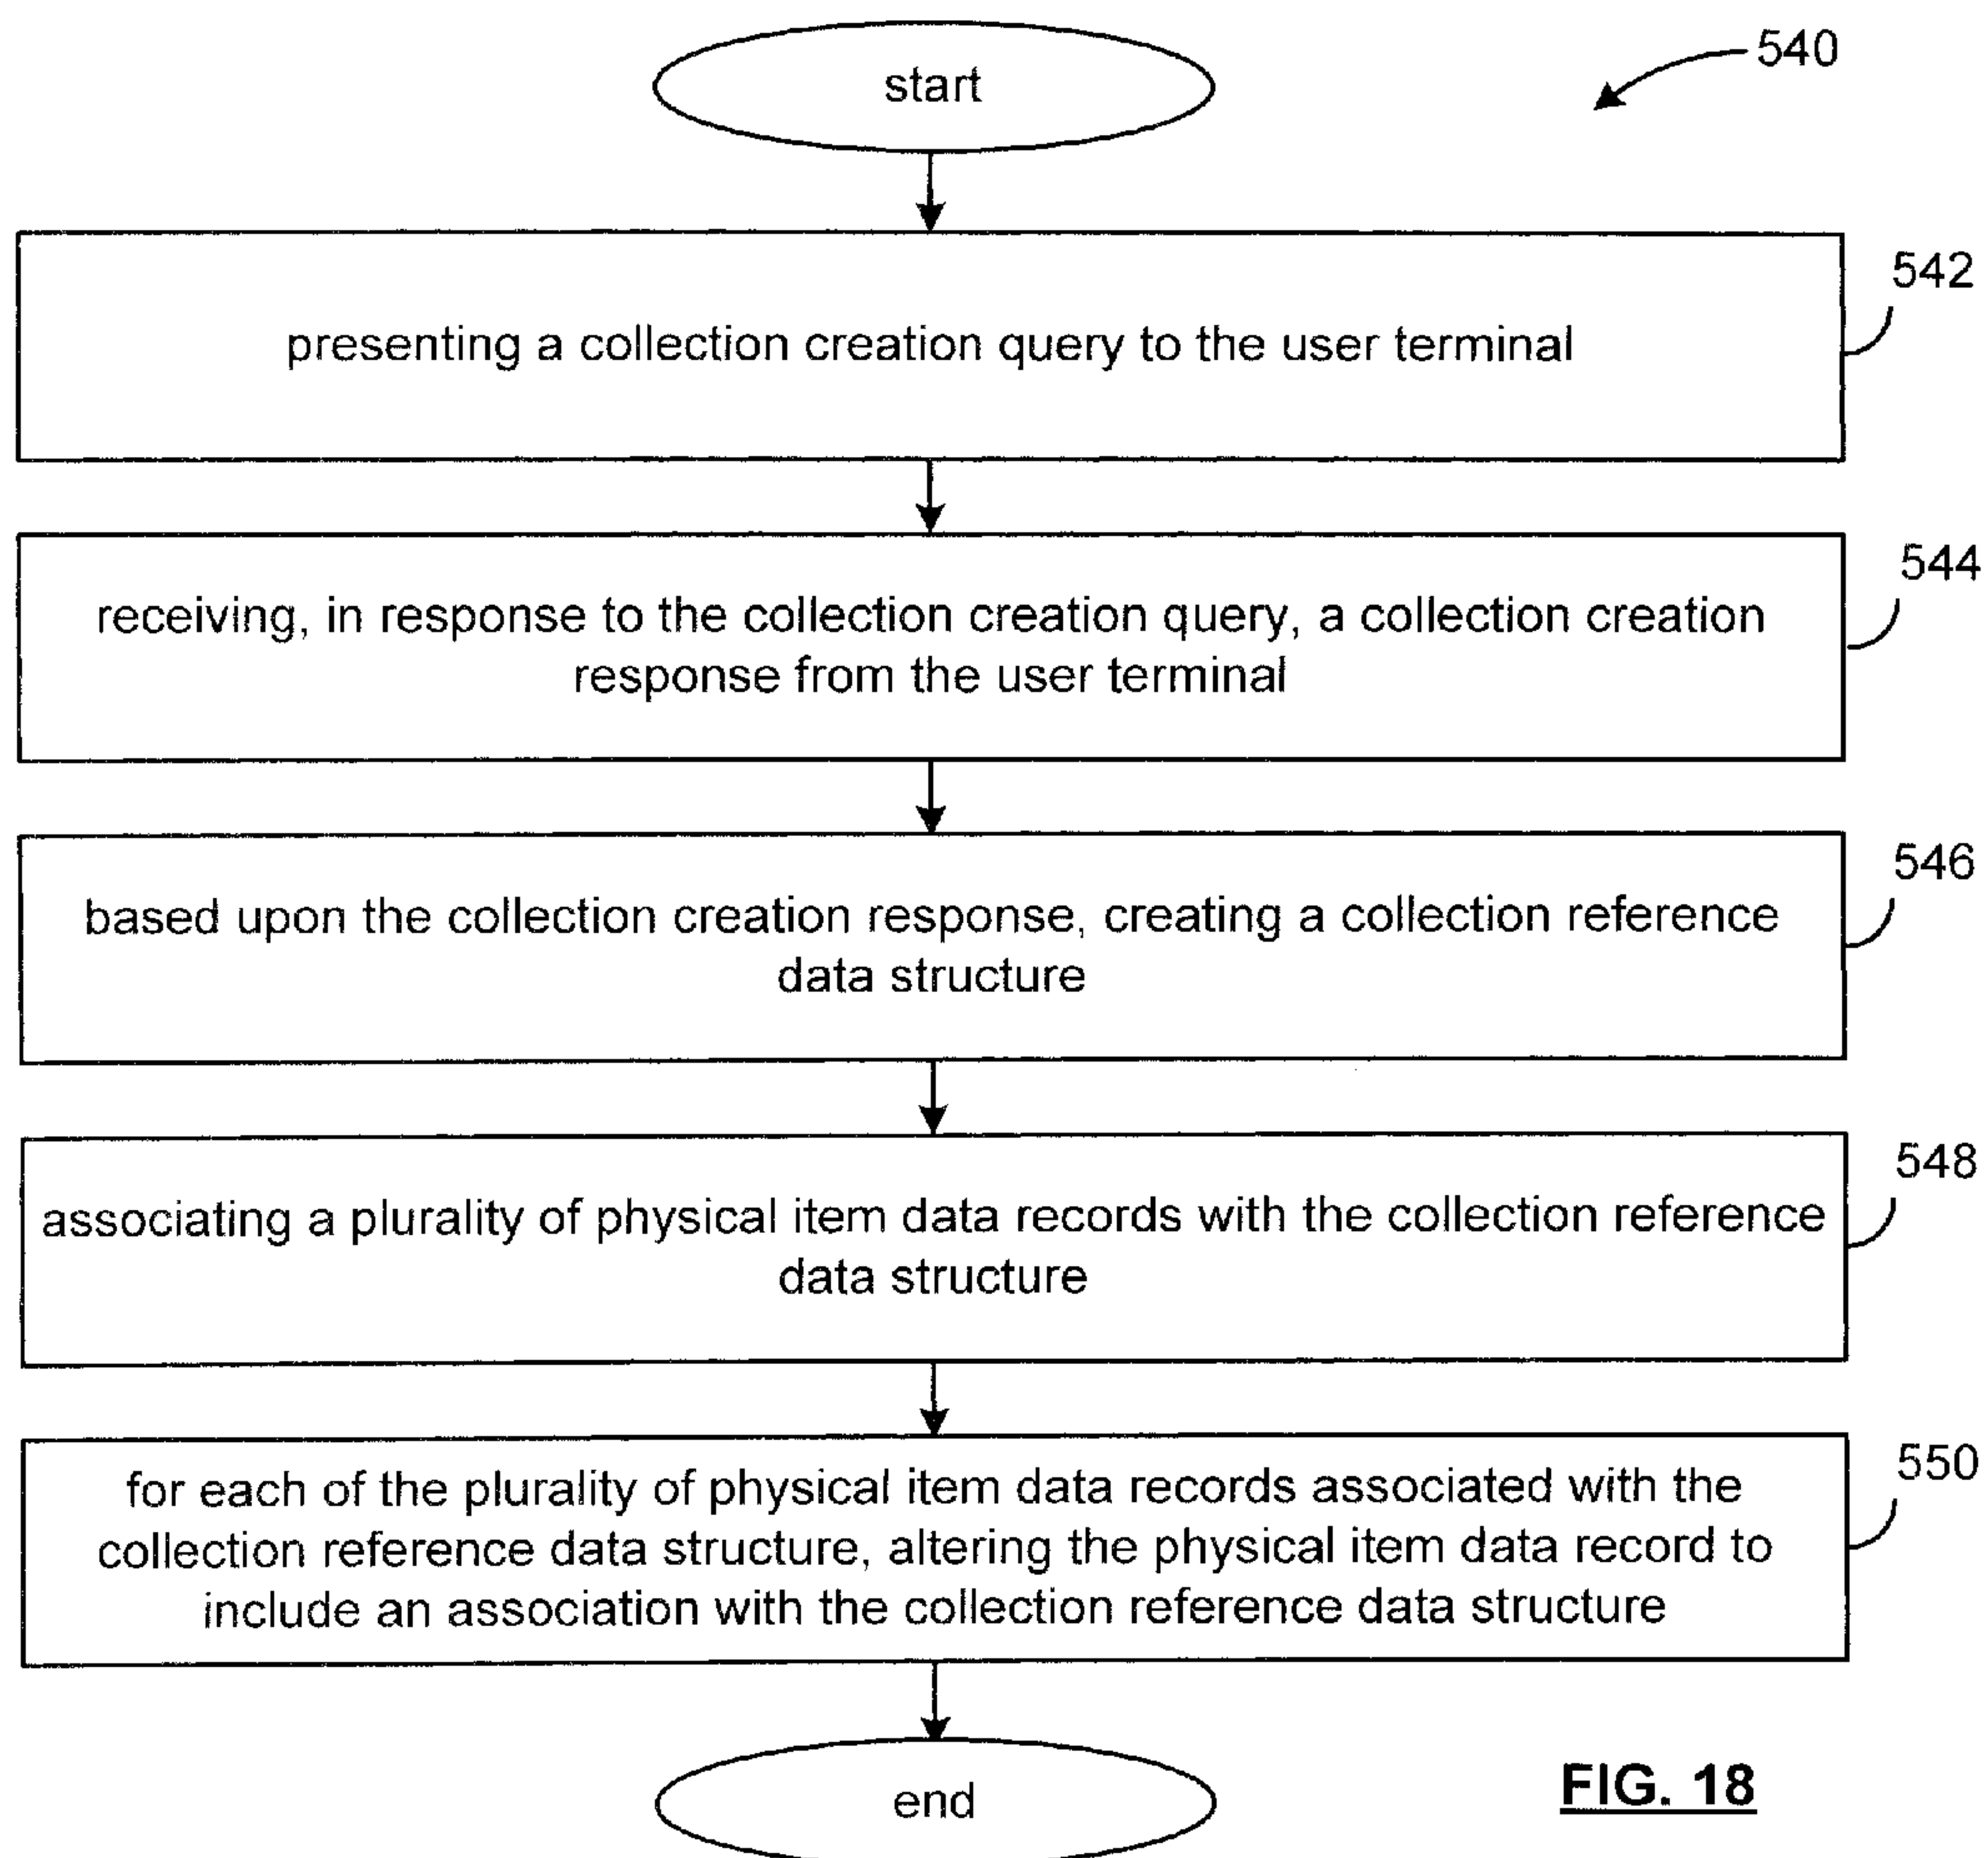 start
540
presenting a collection creation query to the user terminal
542
receiving, in response to the collection creation query, a collection creation
response from the user terminal
544
based upon the collection creation response, creating a collection reference
data structure
546
associating a plurality of physical item data records with the collection reference
data structure
548
for each of the plurality of physical item data records associated with the
collection reference data structure, altering the physical item data record to
include an association with the collection reference data structure
550
end
FIG. 18